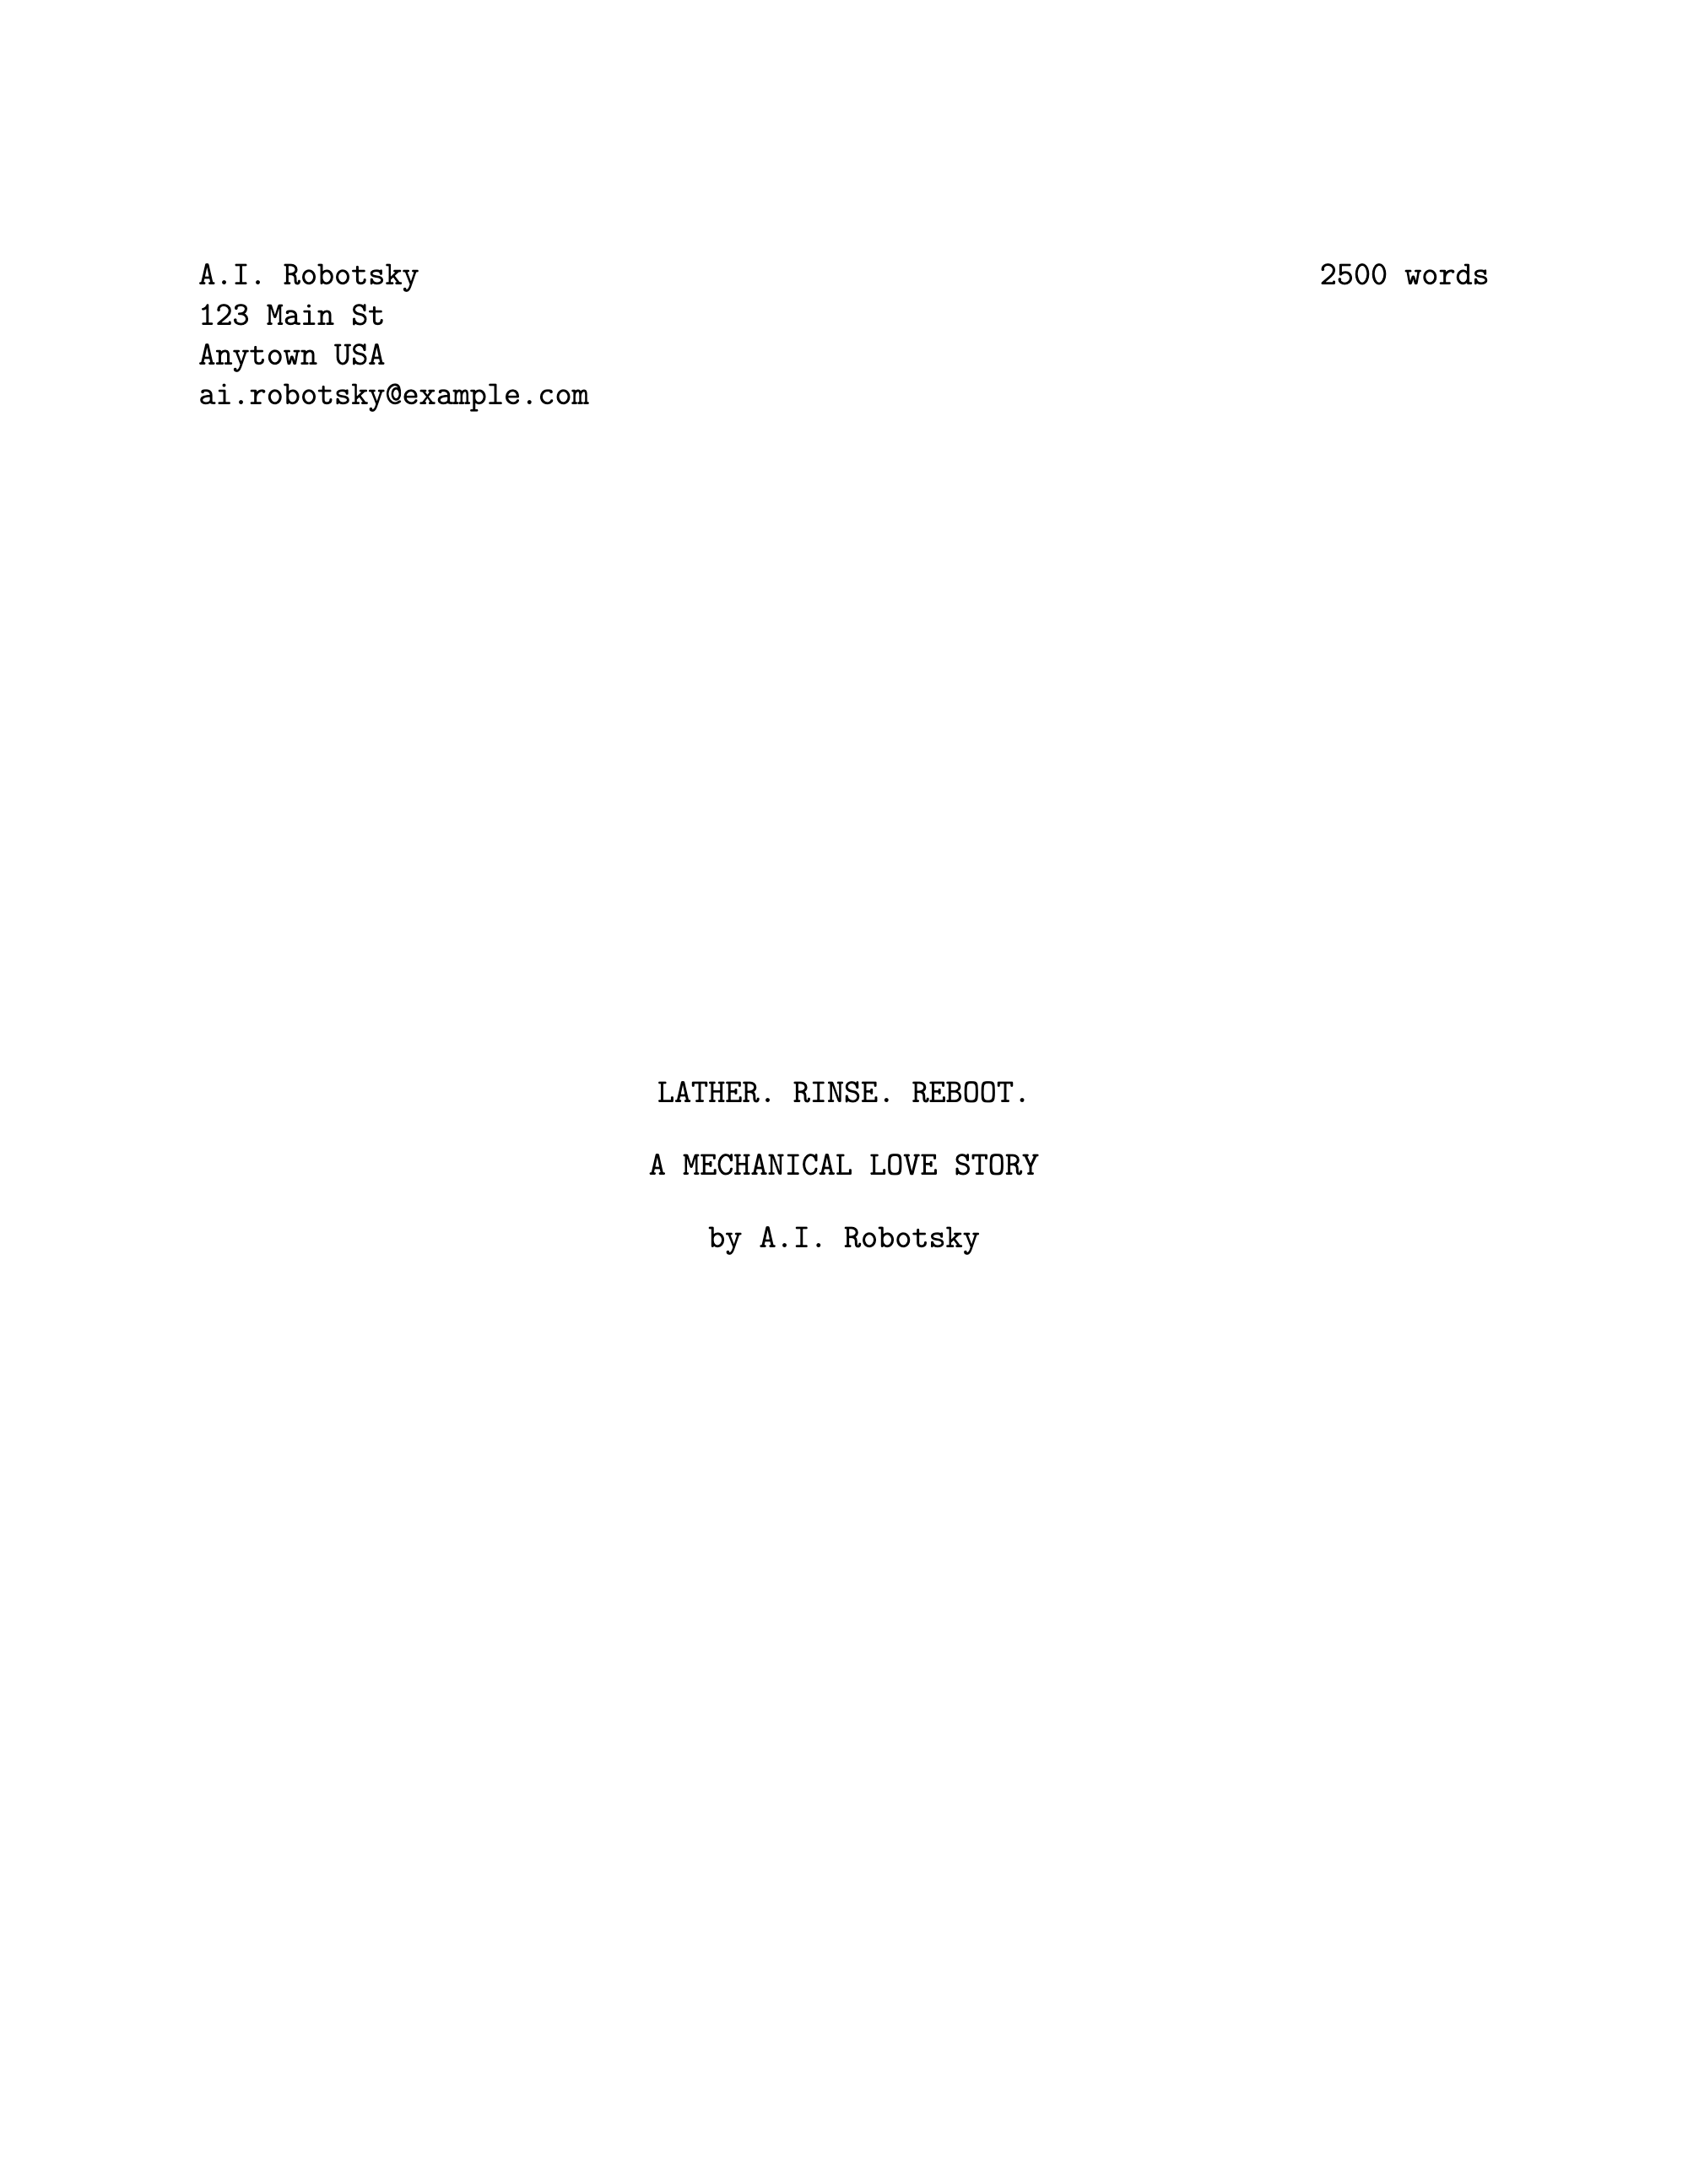 A.I. Robotsky 2500 words
123 Main St
Anytown USA
ai.robotsky@example.com
LATHER. RINSE. REBOOT.
A MECHANICAL LOVE STORY
by A.I. Robotsky